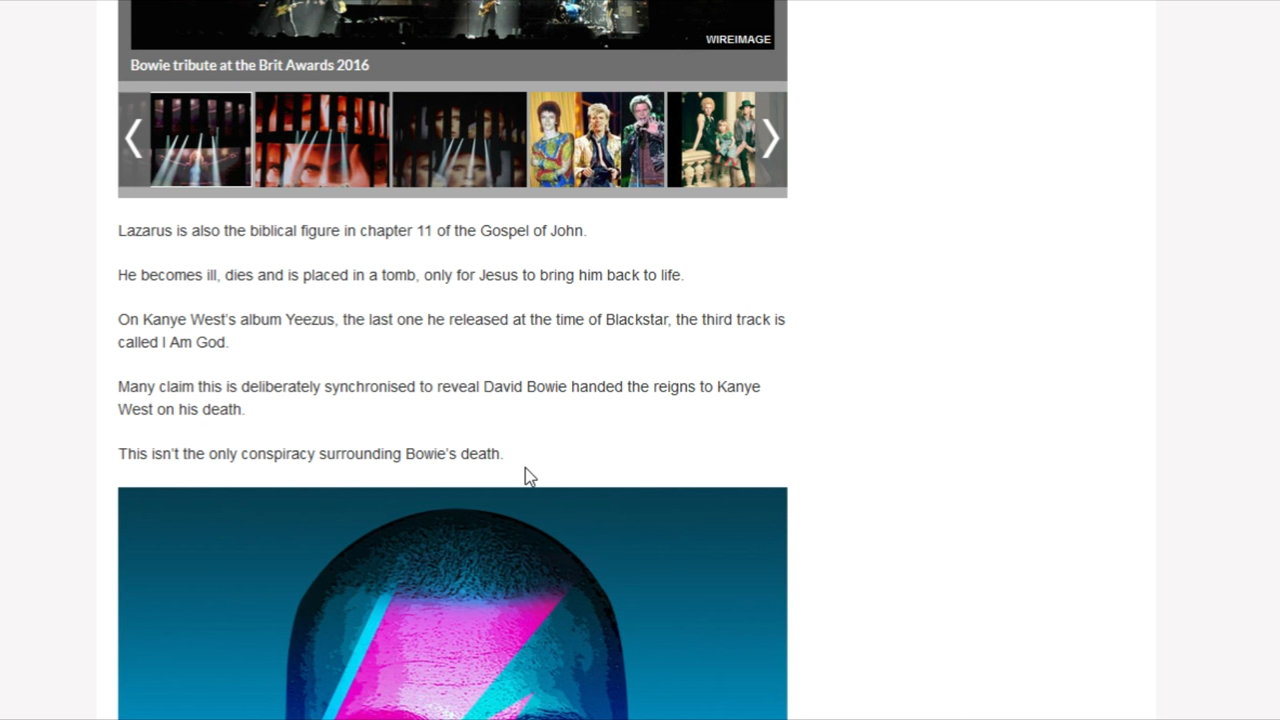 WIREIMAGE
Bowie tribute at the Brit Awards 2016
Lazarus is also the biblical figure in chapter 11 of the Gospel of John.
He becomes ill, dies and is placed in a tomb, only for Jesus to bring him back to life.
On Kanye West's album Yeezus, the last one he released at the time of Blackstar, the third track is
called I Am God.
Many claim this is deliberately synchronised to reveal David Bowie handed the reigns to Kanye
West on his death.
This isn't the only conspiracy surrounding Bowie's death.